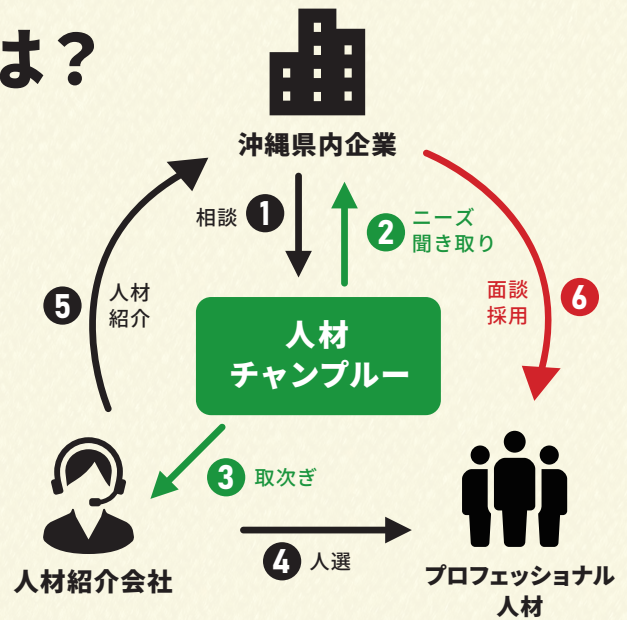 は？
沖縄県内企業
相談 1
2 ニーズ
聞き取り
5 人材
紹介
面談
採用 6
人材
チャンプルー
3 取次ぎ
4 人選
人材紹介会社
プロフェッショナル
人材